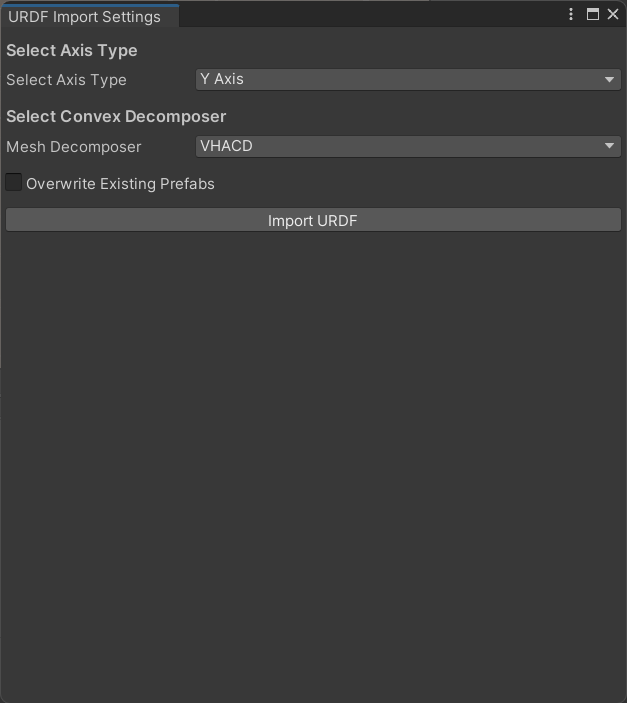 URDF Import Settings
Select Axis Type
Select Axis Type Y Axis
Select Convex Decomposer
Mesh Decomposer VHACD
Overwrite Existing Prefabs
Import URDF